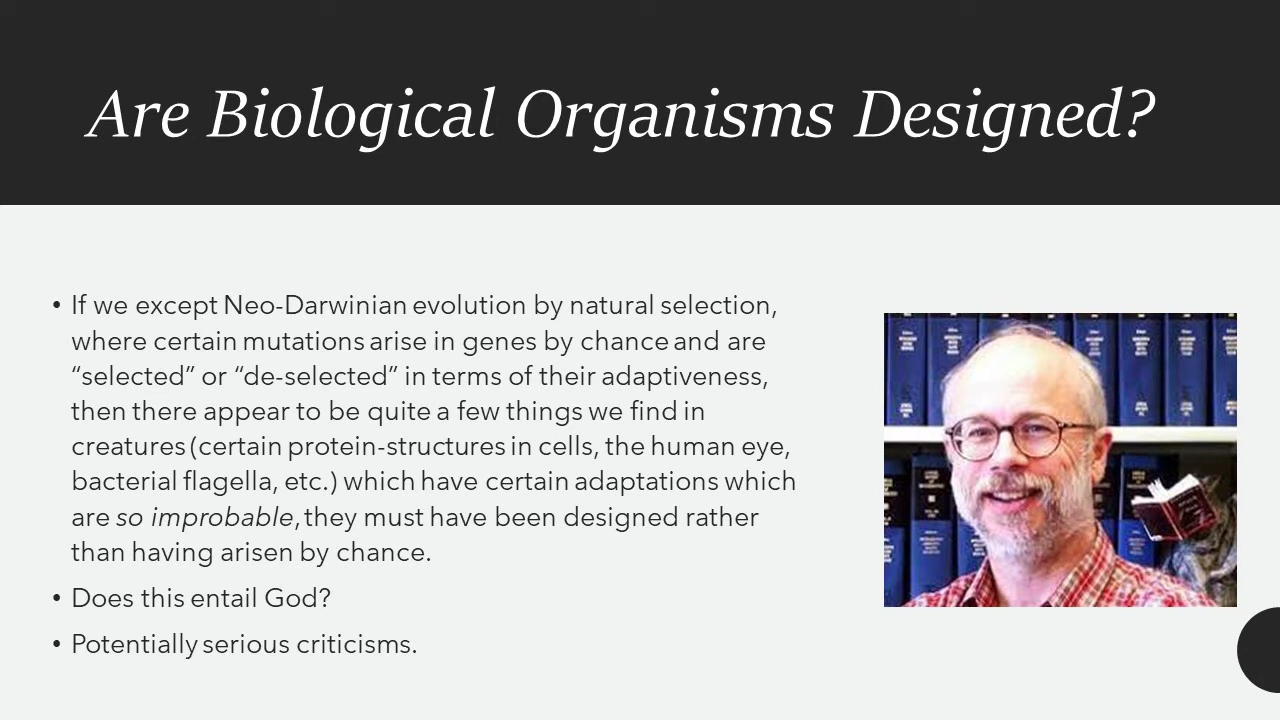 Are Biological Organisms Designed?
• If we except Neo-Darwinian evolution by natural selection,
where certain mutations arise in genes by chance and are
“selected” or “de-selected” in terms of their adaptiveness,
then there appear to be quite a few things we find in
creatures (certain protein-structures in cells, the human eye,
bacterial flagella, etc.) which have certain adaptations which
are so improbable, they must have been designed rather
than having arisen by chance.
• Does this entail God?
• Potentially serious criticisms.